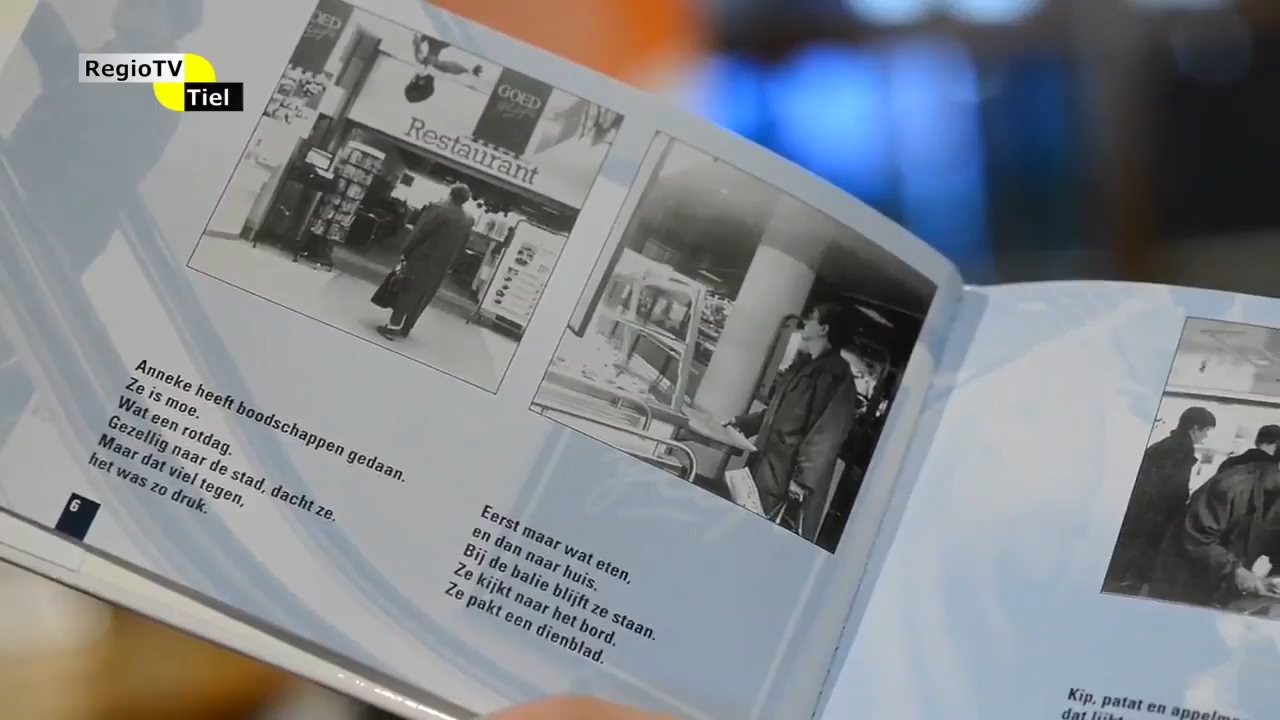 RegioTV
Tiel
GOED
Restaurant
GOED
Anneke heeft boodschappen gedaan.
Ze is moe.
Wat een rotdag.
Gezellig naar de stad, dacht ze.
Maar dat viel tegen,
het was zo druk.
6
Eerst maar wat eten,
en dan naar huis.
Bij de balie blijft ze staan.
Ze kijkt naar het bord.
Ze pakt een dienblad.
Kip, patat en
dat